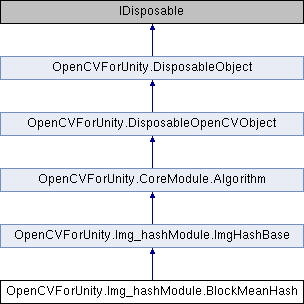 IDisposable
OpenCVForUnity.DisposableObject
OpenCVForUnity.DisposableOpenCVObject
OpenCVForUnity.CoreModule.Algorithm
OpenCVForUnity.Img_hashModule.ImgHashBase
OpenCVForUnity.Img_hashModule.BlockMeanHash